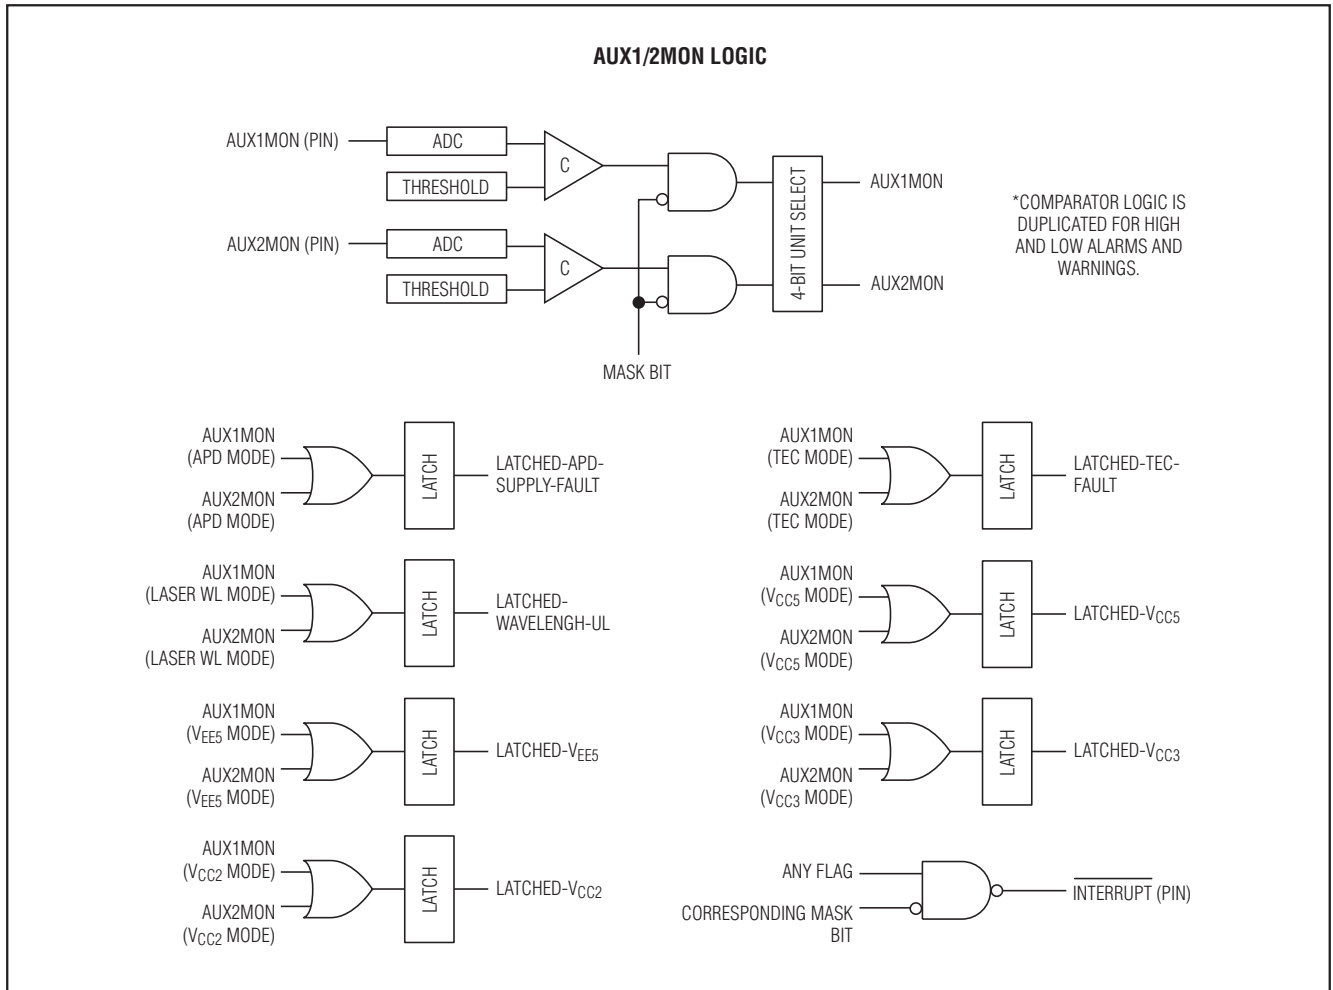 AUX1/2MON LOGIC
AUX1MON (PIN)
ADC
THRESHOLD
C
AUX2MON (PIN)
ADC
THRESHOLD
C
4-BIT UNIT SELECT
AUX1MON
AUX2MON
MASK BIT
*COMPARATOR LOGIC IS
DUPLICATED FOR HIGH
AND LOW ALARMS AND
WARNINGS.
AUX1MON
(APD MODE)
AUX2MON
(APD MODE)
LATCH
LATCHED-APD-
SUPPLY-FAULT
AUX1MON
(TEC MODE)
AUX2MON
(TEC MODE)
LATCH
LATCHED-TEC-
FAULT
AUX1MON
(LASER WL MODE)
AUX2MON
(LASER WL MODE)
LATCH
LATCHED-
WAVELENGH-UL
AUX1MON
(VCC5 MODE)
AUX2MON
(VCC5 MODE)
LATCH
LATCHED-VCC5
AUX1MON
(VEE5 MODE)
AUX2MON
(VEE5 MODE)
LATCH
LATCHED-VEE5
AUX1MON
(VCC3 MODE)
AUX2MON
(VCC3 MODE)
LATCH
LATCHED-VCC3
AUX1MON
(VCC2 MODE)
AUX2MON
(VCC2 MODE)
LATCH
LATCHED-VCC2
ANY FLAG
CORRESPONDING MASK
BIT
INTERRUPT (PIN)